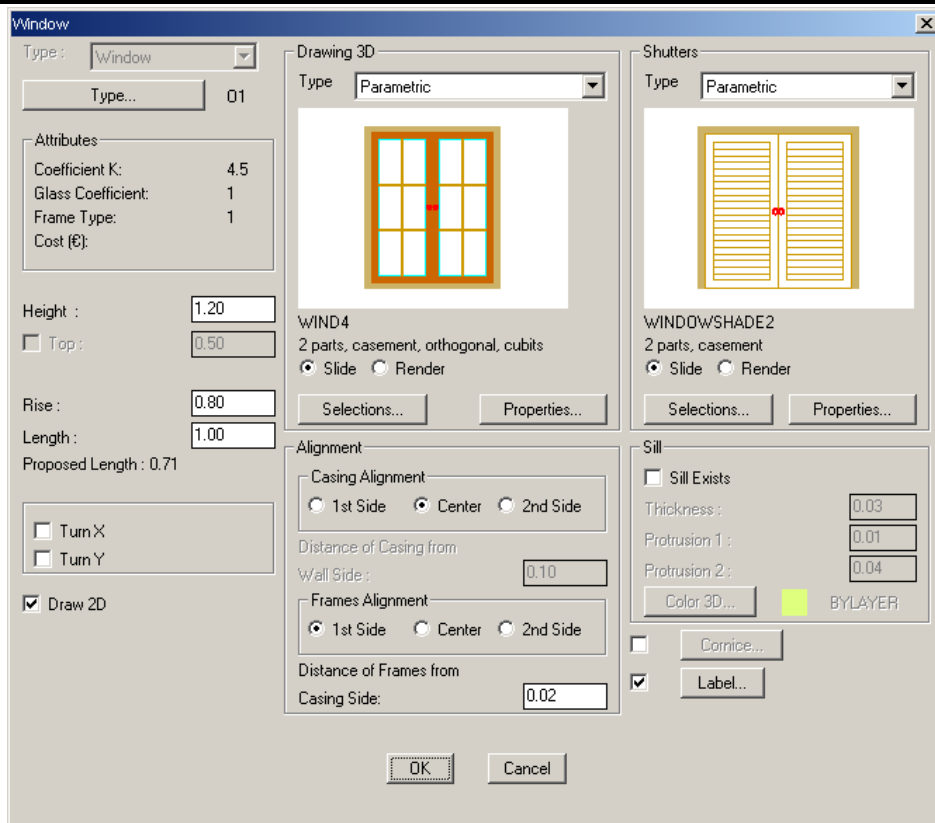 Window
Type :
Window
Type...
01
Attributes
Coefficient K: 4.5
Glass Coefficient: 1
Frame Type: 1
Cost (€):
Height : 1.20
Top : 0.50
Rise : 0.80
Length : 1.00
Proposed Length : 0.71
Turn X
Turn Y
Draw 2D
Drawing 3D
Type Parametric
WIND4
2 parts, casement, orthogonal, cubits
Slide Render
Selections... Properties...
Alignment
Casing Alignment
1st Side Center 2nd Side
Distance of Casing from
Wall Side : 0.10
Frames Alignment
1st Side Center 2nd Side
Distance of Frames from
Casing Side: 0.02
Shutters
Type Parametric
WINDOWSHADE2
2 parts, casement
Slide Render
Selections... Properties...
Sill
Sill Exists
Thickness : 0.03
Protrusion 1 : 0.01
Protrusion 2 : 0.04
Color 3D... BYLAYER
Cornice...
Label...
OK Cancel